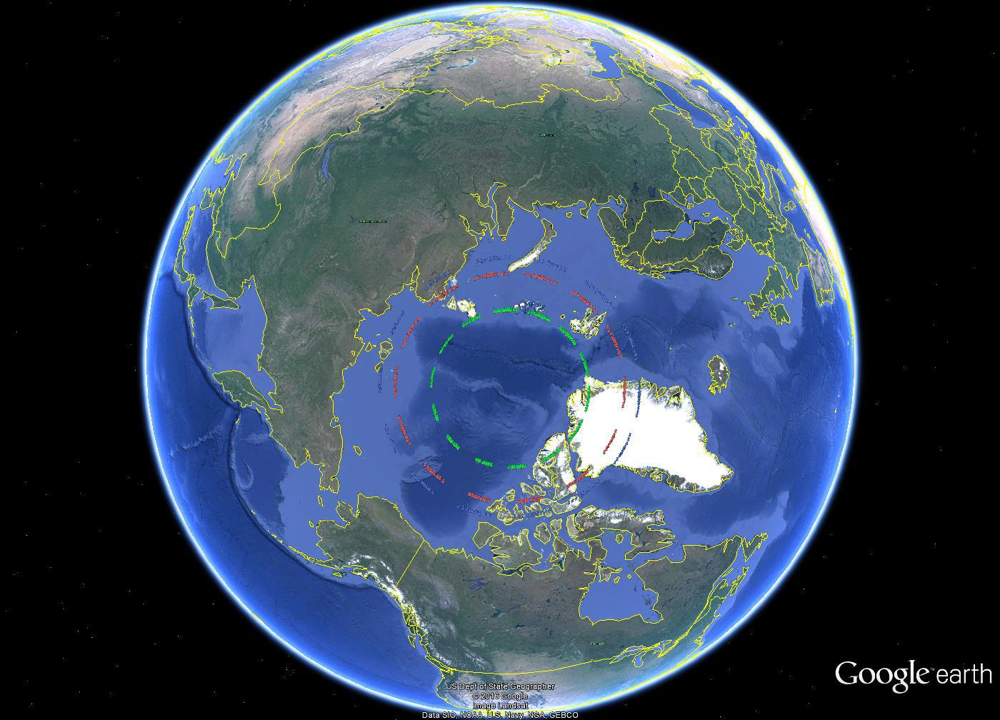 Google earth
US Dept of State Geographer
© 2016 Google
Image Landsat
Data SIO, NOAA, U.S. Navy, NGA, GEBCO